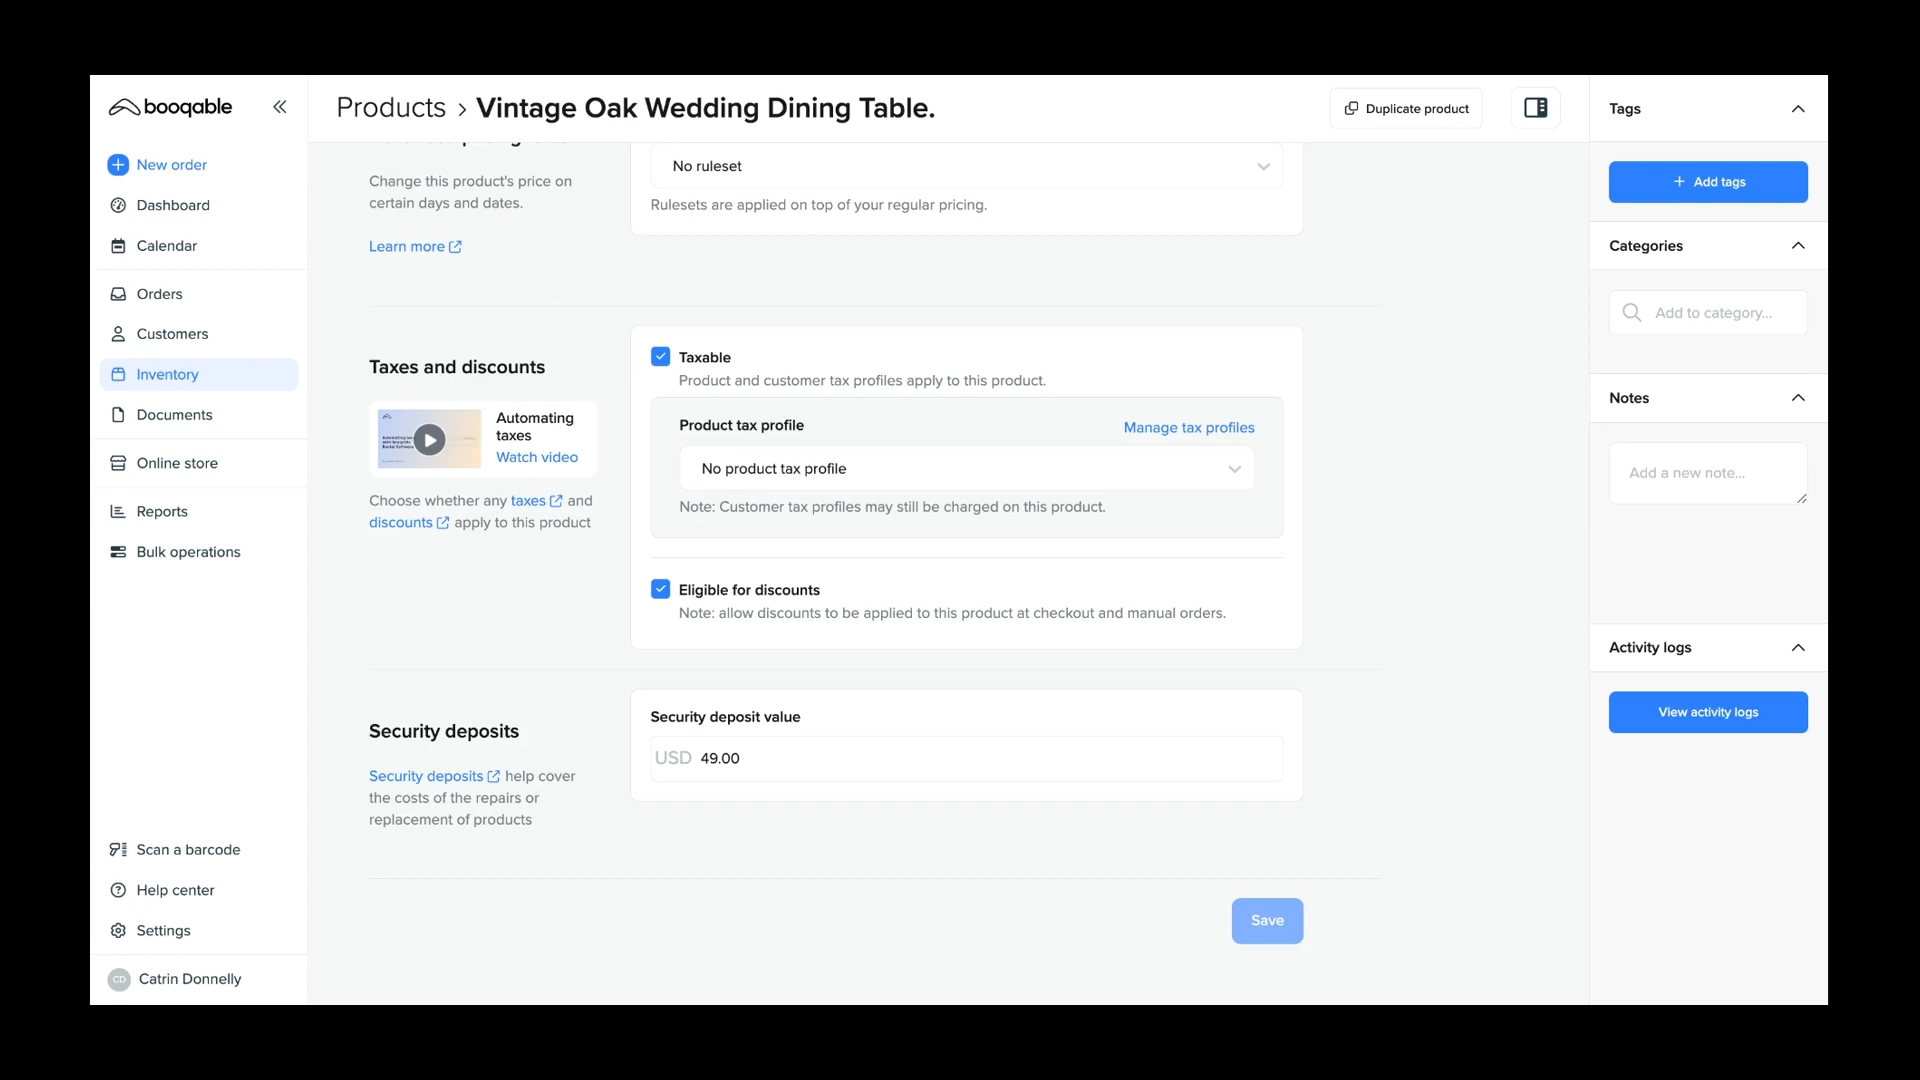 booqable
New order
Dashboard
Calendar
Orders
Customers
Inventory
Documents
Online store
Reports
Bulk operations
Scan a barcode
Help center
Settings
CD
Catrin Donnelly
Products › Vintage Oak Wedding Dining Table.
Duplicate product
Change this product's price on
certain days and dates.
Learn more
No ruleset
Rulesets are applied on top of your regular pricing.
Taxes and discounts
Automating
taxes
Watch video
Choose whether any taxes and
discounts apply to this product
Taxable
Product and customer tax profiles apply to this product.
Product tax profile
Manage tax profiles
No product tax profile
Note: Customer tax profiles may still be charged on this product.
Eligible for discounts
Note: allow discounts to be applied to this product at checkout and manual orders.
Security deposits
Security deposits help cover
the costs of the repairs or
replacement of products
Security deposit value
USD 49.00
Save
Tags
Add tags
Categories
Add to category...
Notes
Add a new note...
Activity logs
View activity logs